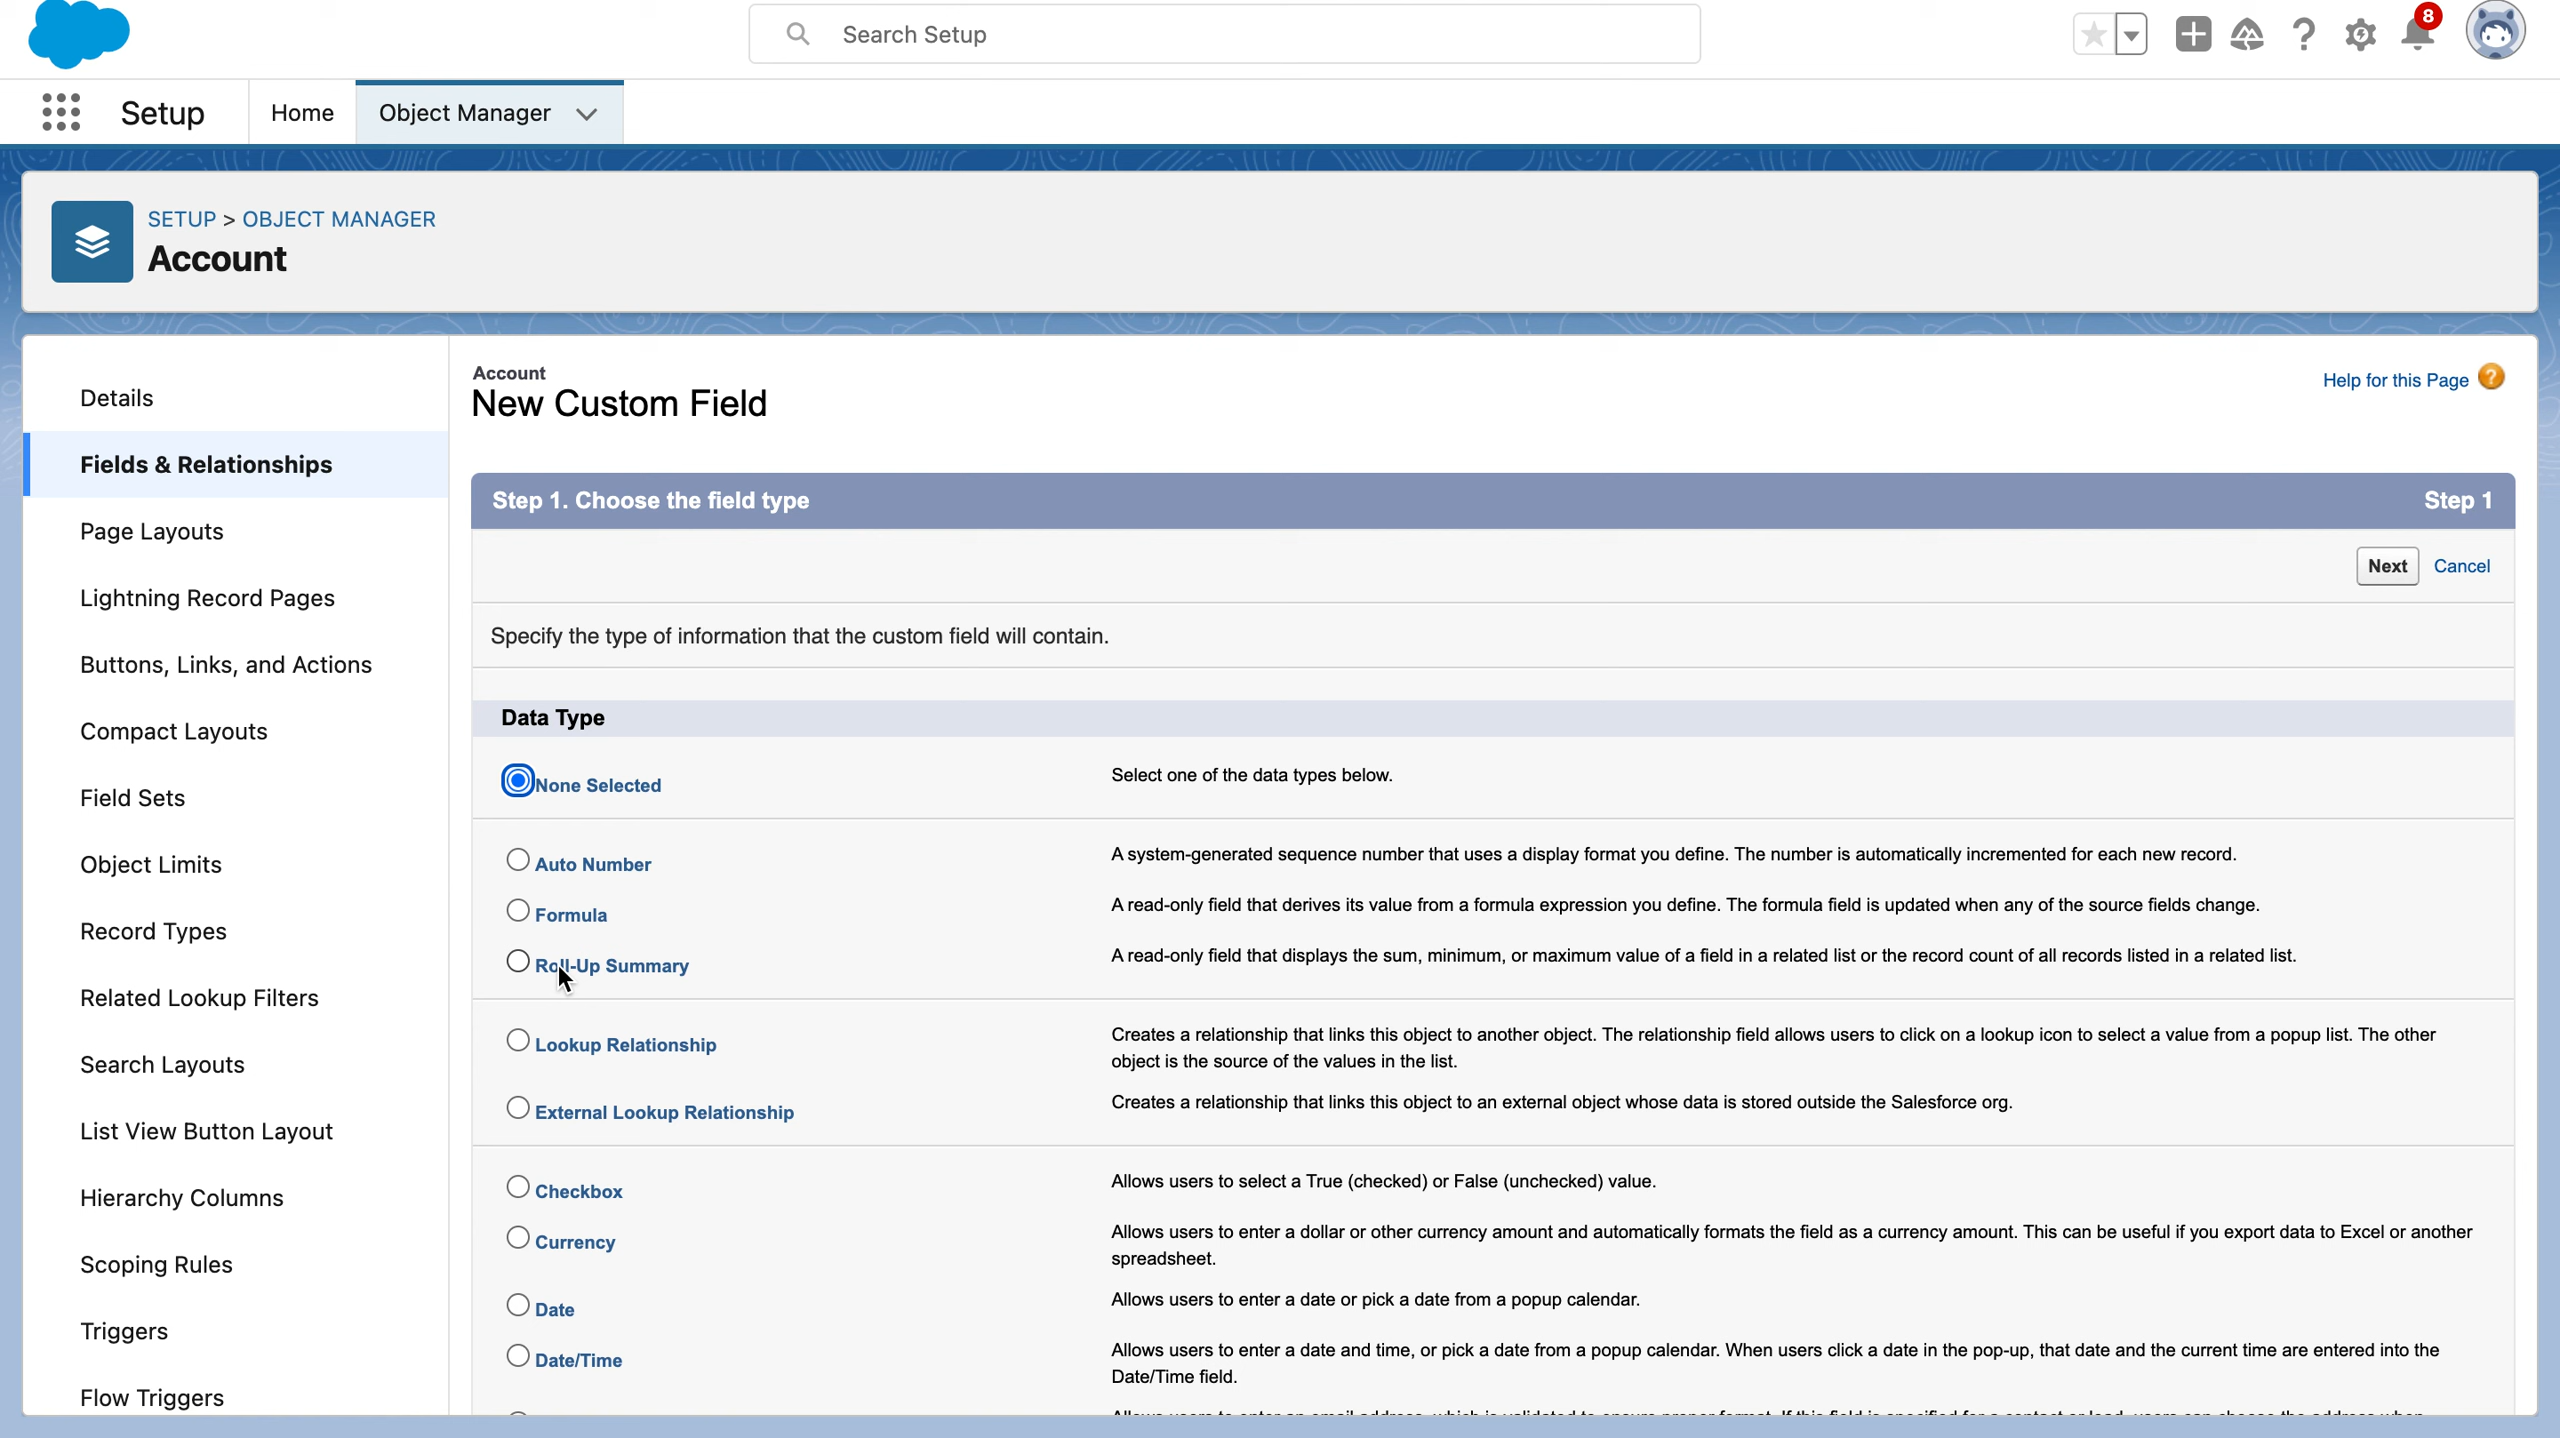 Search Setup
8
Setup
Home
Object Manager
SETUP > OBJECT MANAGER
Account
Details
Fields & Relationships
Page Layouts
Lightning Record Pages
Buttons, Links, and Actions
Compact Layouts
Field Sets
Object Limits
Record Types
Related Lookup Filters
Search Layouts
List View Button Layout
Hierarchy Columns
Scoping Rules
Triggers
Flow Triggers
Account
New Custom Field
Help for this Page ?
Step 1. Choose the field type
Step 1
Next
Cancel
Specify the type of information that the custom field will contain.
Data Type
None Selected
Select one of the data types below.
Auto Number
A system-generated sequence number that uses a display format you define. The number is automatically incremented for each new record.
Formula
A read-only field that derives its value from a formula expression you define. The formula field is updated when any of the source fields change.
Roll-Up Summary
A read-only field that displays the sum, minimum, or maximum value of a field in a related list or the record count of all records listed in a related list.
Lookup Relationship
Creates a relationship that links this object to another object. The relationship field allows users to click on a lookup icon to select a value from a popup list. The other
object is the source of the values in the list.
External Lookup Relationship
Creates a relationship that links this object to an external object whose data is stored outside the Salesforce org.
Checkbox
Allows users to select a True (checked) or False (unchecked) value.
Currency
Allows users to enter a dollar or other currency amount and automatically formats the field as a currency amount. This can be useful if you export data to Excel or another
spreadsheet.
Date
Allows users to enter a date or pick a date from a popup calendar.
Date/Time
Allows users to enter a date and time, or pick a date from a popup calendar. When users click a date in the pop-up, that date and the current time are entered into the
Date/Time field.